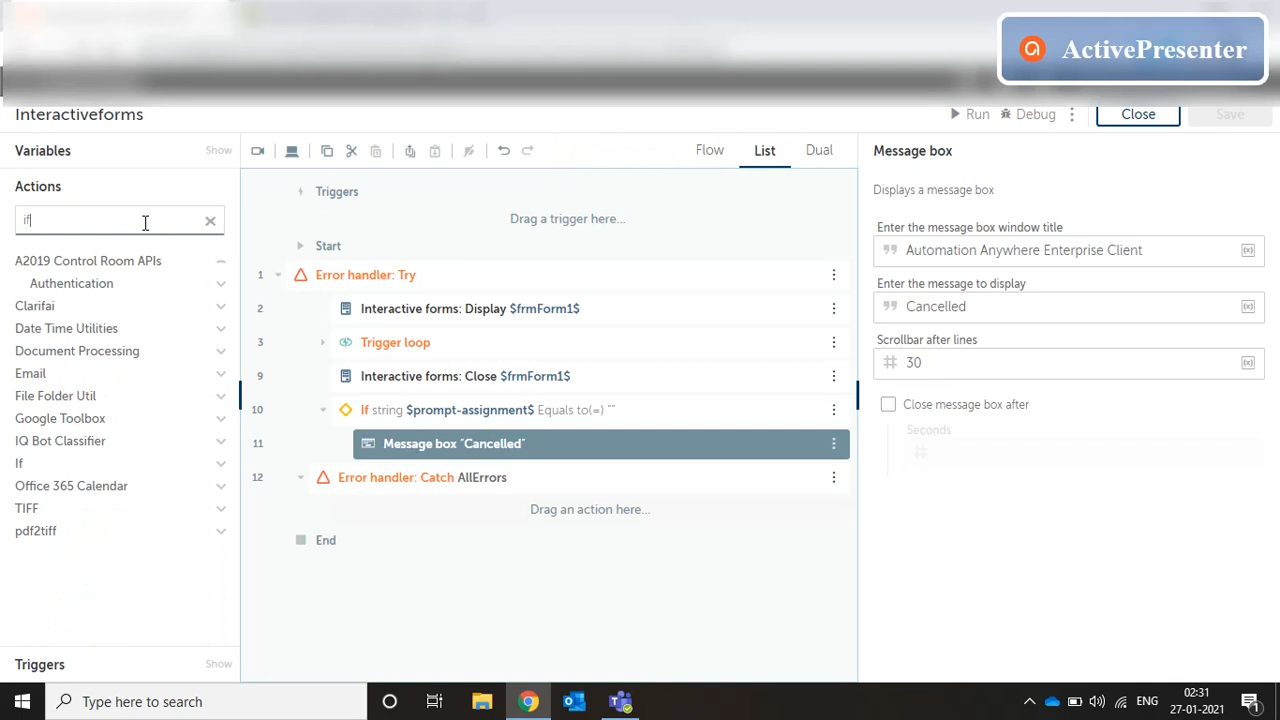 ActivePresenter
Interactiveforms
Run
Debug
Close
Save
Variables
Show
Flow
List
Dual
Message box
Actions
Triggers
Displays a message box
if
Drag a trigger here...
Enter the message box window title
Start
" Automation Anywhere Enterprise Client (x)
A2019 Control Room APIs
1 Error handler: Try
Enter the message to display
Authentication
Clarifai
2 Interactive forms: Display $frmForm1$
" Cancelled (x)
Date Time Utilities
3 Trigger loop
Scrollbar after lines
Document Processing
# 30 (x)
Email
9 Interactive forms: Close $frmForm1$
File Folder Util
10 If string $prompt-assignment$ Equals to(=) ""
Close message box after
Google Toolbox
Seconds
IQ Bot Classifier
11 Message box "Cancelled"
#
If
12 Error handler: Catch AllErrors
Office 365 Calendar
TIFF
Drag an action here...
pdf2tiff
End
Triggers
Show
Type here to search
ENG
02:31
27-01-2021
1